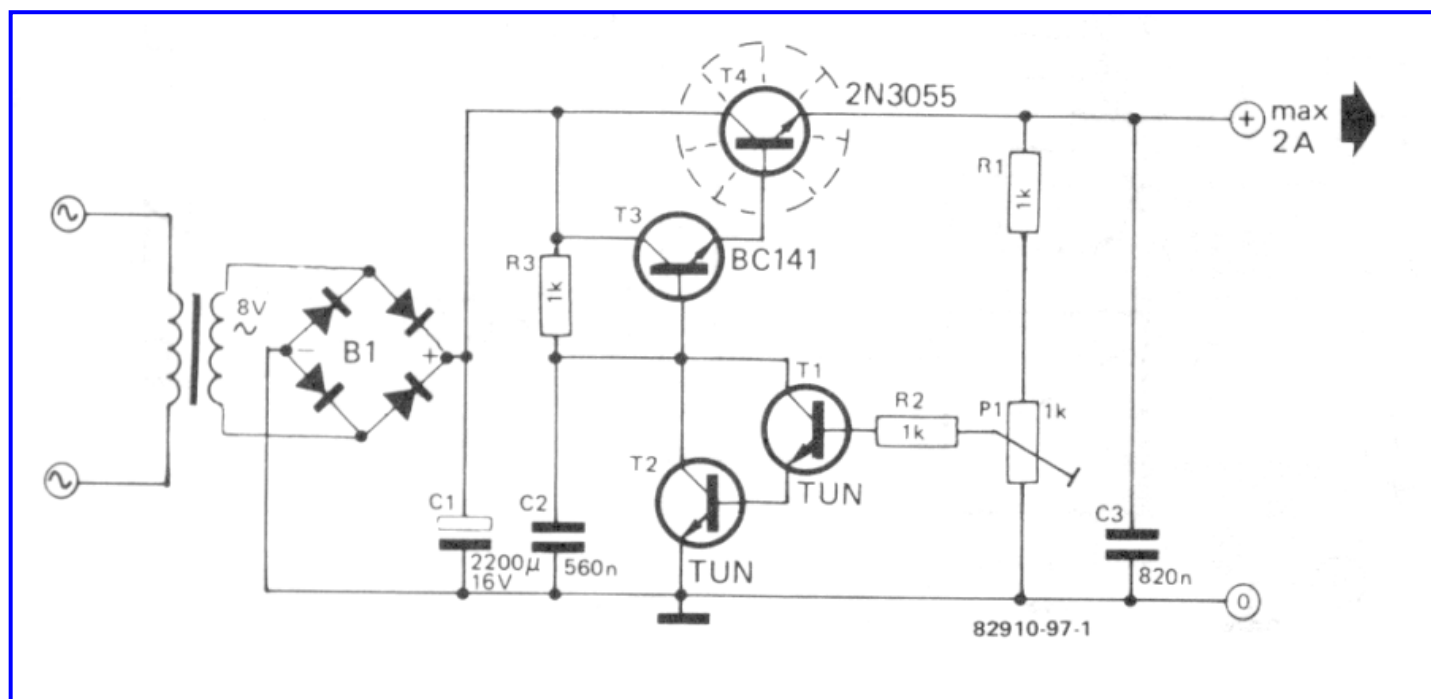 T4
2N3055
+
max
2A
R1
1k
T3
BC141
R3
1k
8V
~
~
B1
-
+
T1
R2
1k
P1
1k
TUN
T2
TUN
~
C1
2200µ
16V
C2
560n
C3
820n
0
82910-97-1